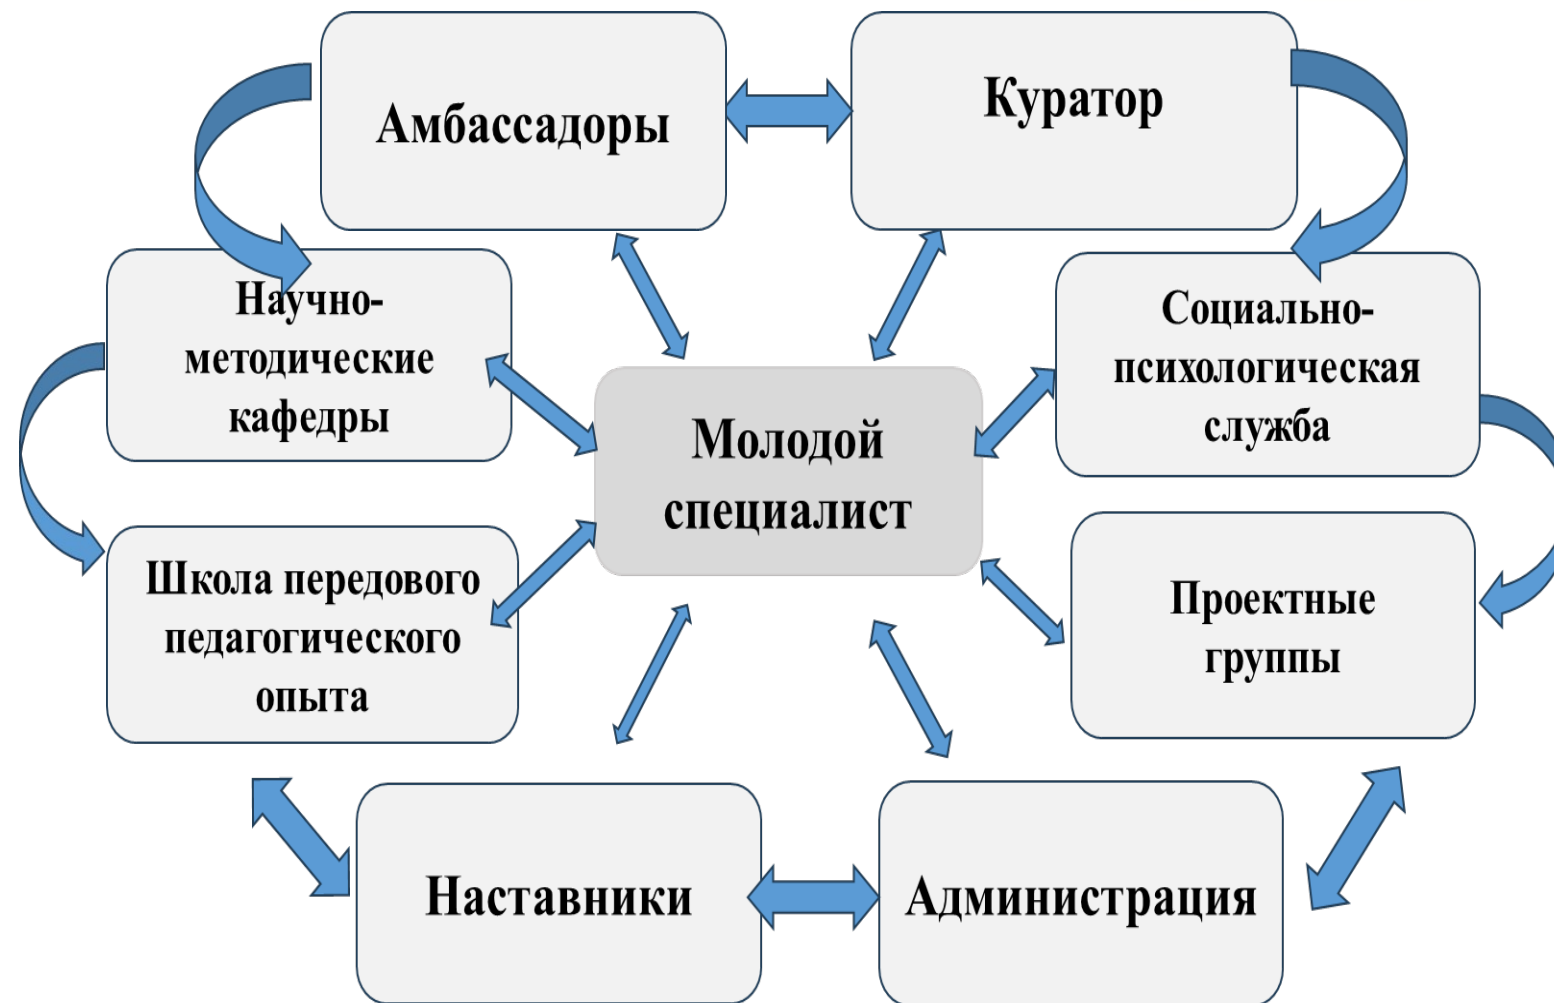 Амбассадоры
Куратор
Научно-
методические
кафедры
Социально-
психологическая
служба
Молодой
специалист
Школа передового
педагогического
опыта
Проектные
группы
Наставники
Администрация